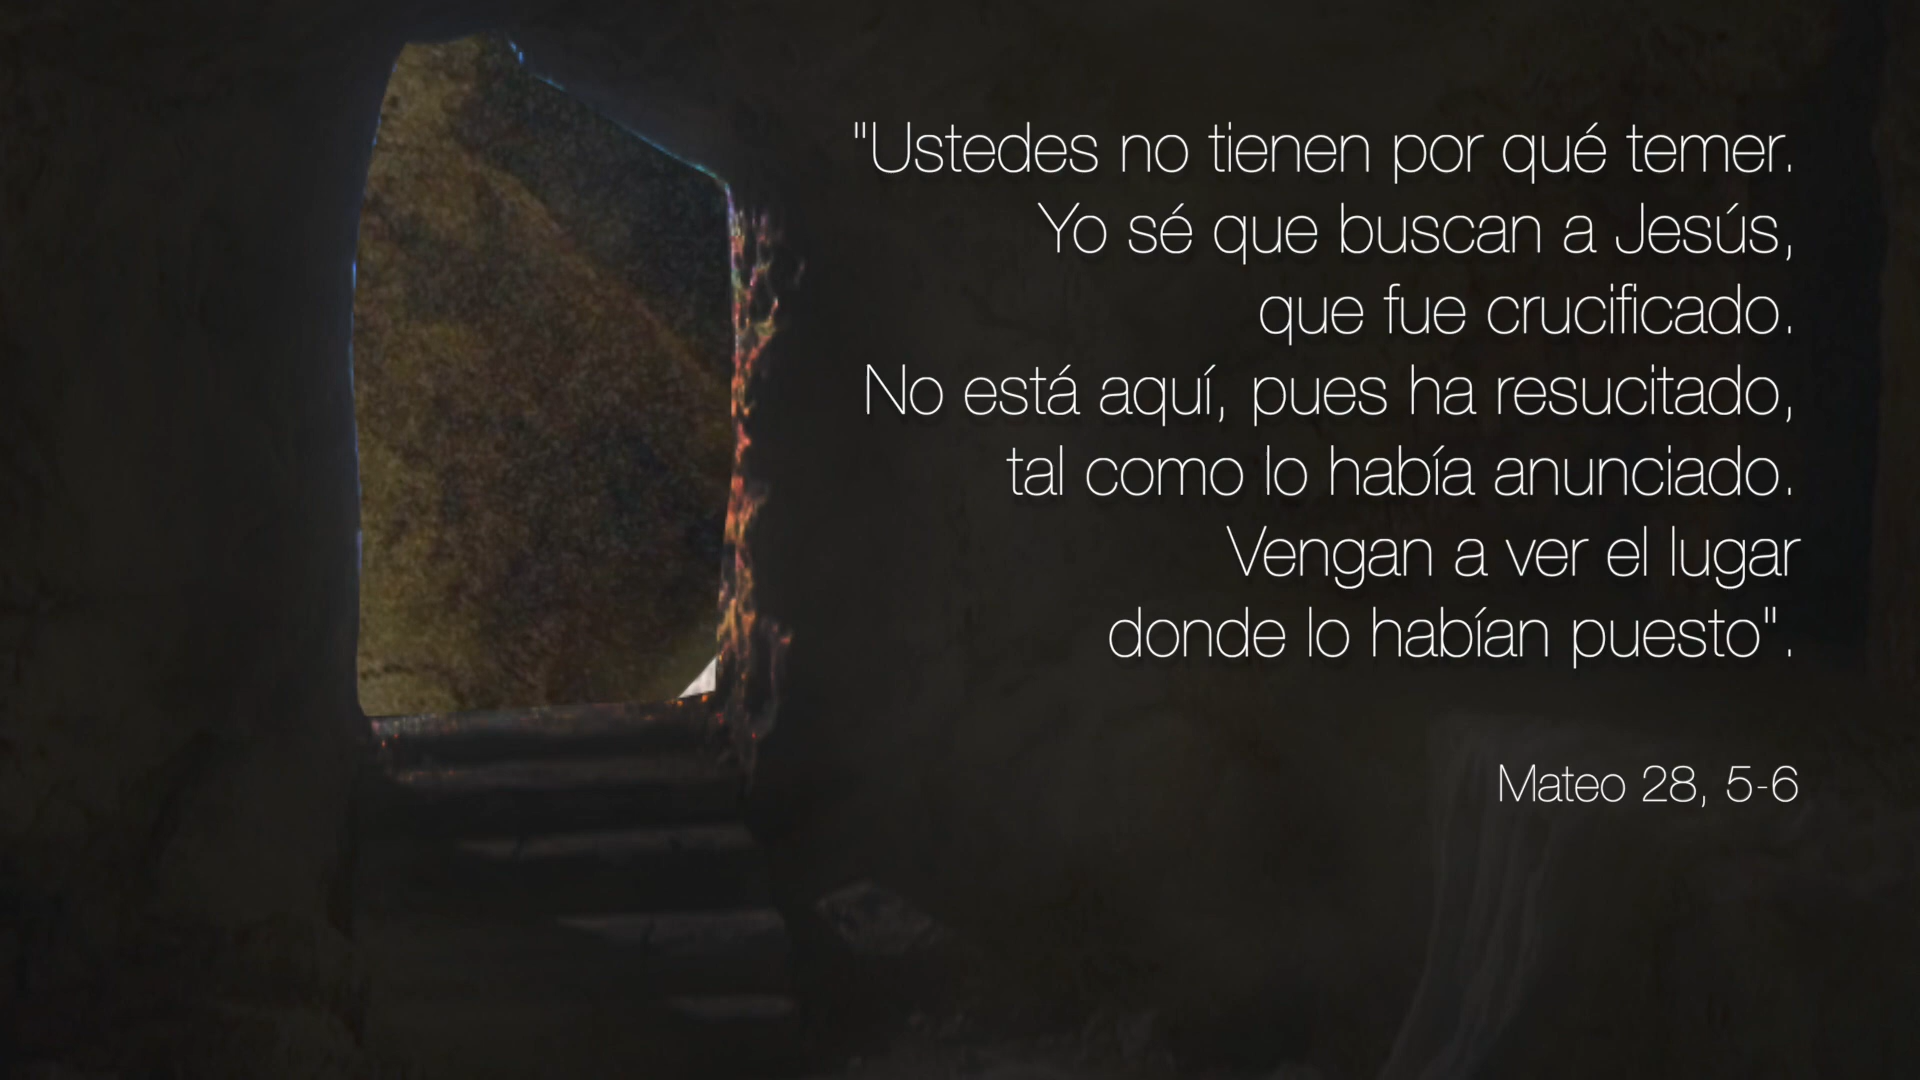 "Ustedes no tienen por qué temer.
Yo sé que buscan a Jesús,
que fue crucificado.
No está aquí, pues ha resucitado,
tal como lo había anunciado.
Vengan a ver el lugar
donde lo habían puesto".
Mateo 28, 5-6